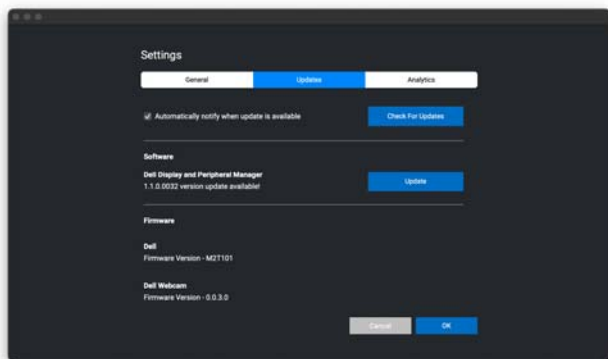 Settings
General Updates Analytics
Automatically notify when update is available Check For Updates
Software
Dell Display and Peripheral Manager
1.1.0.0032 version update available!
Update
Firmware
Dell
Firmware Version - M2T101
Dell Webcam
Firmware Version - 0.0.3.0
Cancel OK